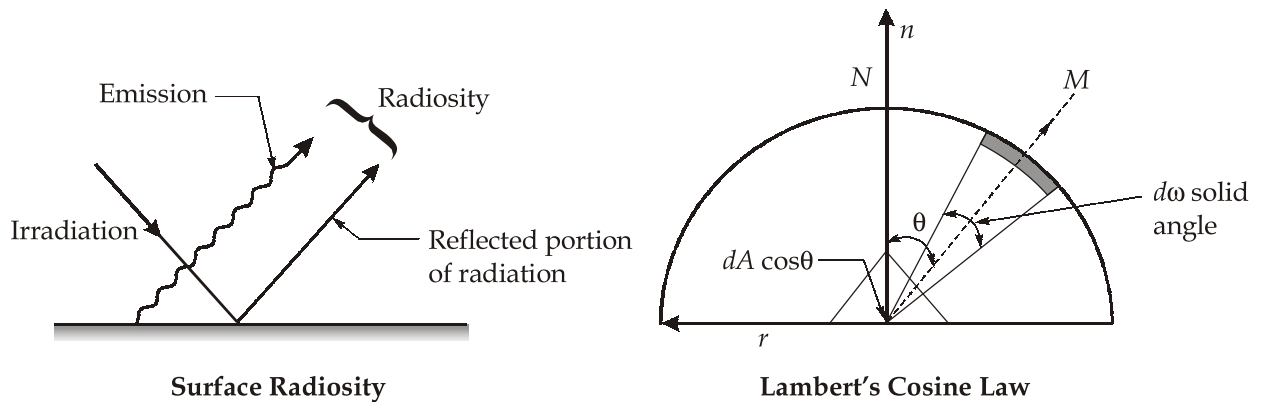 Emission
Radiosity
Irradiation
Reflected portion
of radiation
Surface Radiosity
n
N
M
dω solid
angle
θ
dA cosθ
r
Lambert's Cosine Law